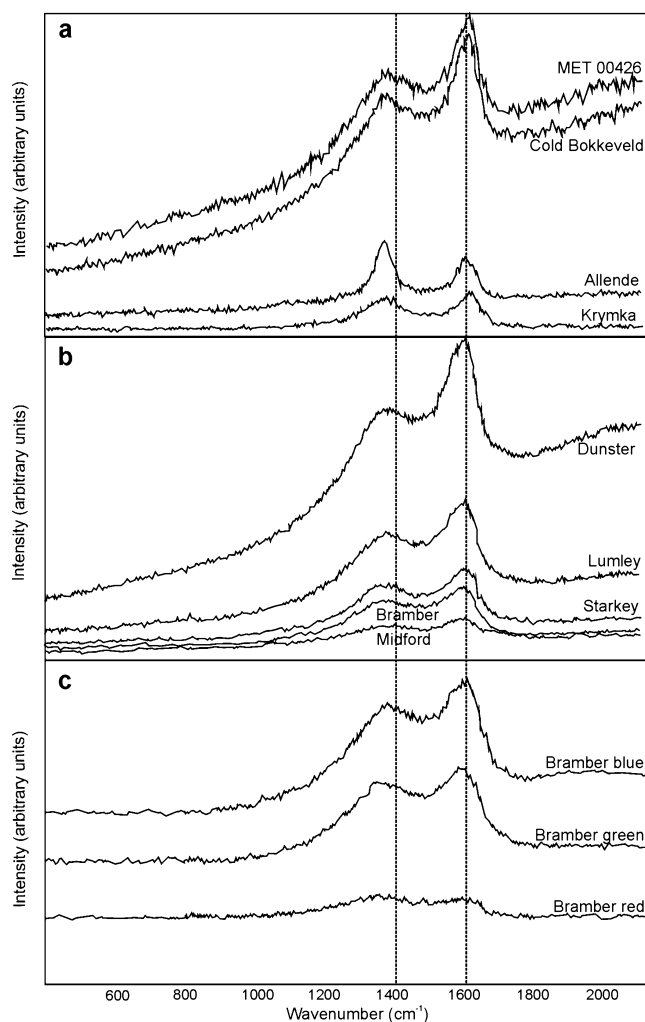 a
Intensity (arbitrary units)
MET 00426
Cold Bokkeveld
Allende
Krymka
b
Intensity (arbitrary units)
Dunster
Lumley
Starkey
Bramber
Midford
c
Intensity (arbitrary units)
Bramber blue
Bramber green
Bramber red
600 800 1000 1200 1400 1600 1800 2000
Wavenumber (cm⁻¹)